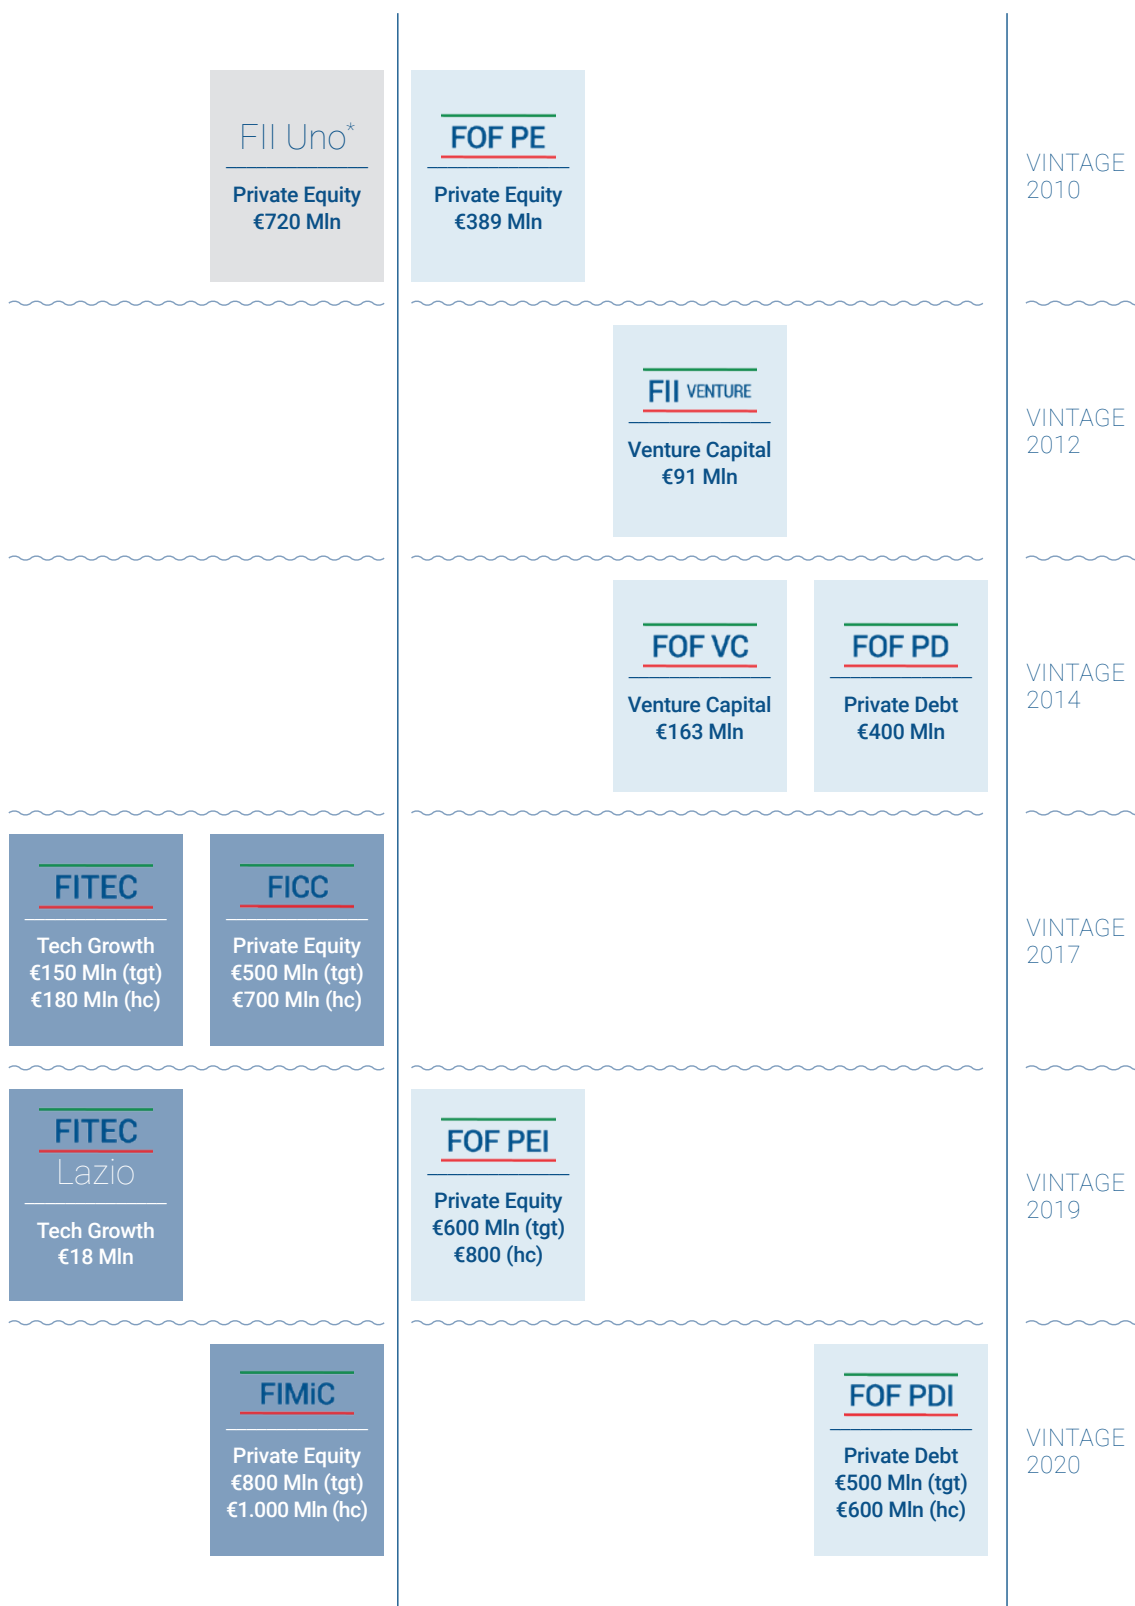 FII Uno*
Private Equity
€720 Mln
FOF PE
Private Equity
€389 Mln
VINTAGE
2010
FII VENTURE
Venture Capital
€91 Mln
VINTAGE
2012
FOF VC
Venture Capital
€163 Mln
FOF PD
Private Debt
€400 Mln
VINTAGE
2014
FITEC
Tech Growth
€150 Mln (tgt)
€180 Mln (hc)
FICC
Private Equity
€500 Mln (tgt)
€700 Mln (hc)
VINTAGE
2017
FITEC
Lazio
Tech Growth
€18 Mln
FOF PEI
Private Equity
€600 Mln (tgt)
€800 (hc)
VINTAGE
2019
FIMiC
Private Equity
€800 Mln (tgt)
€1.000 Mln (hc)
FOF PDI
Private Debt
€500 Mln (tgt)
€600 Mln (hc)
VINTAGE
2020